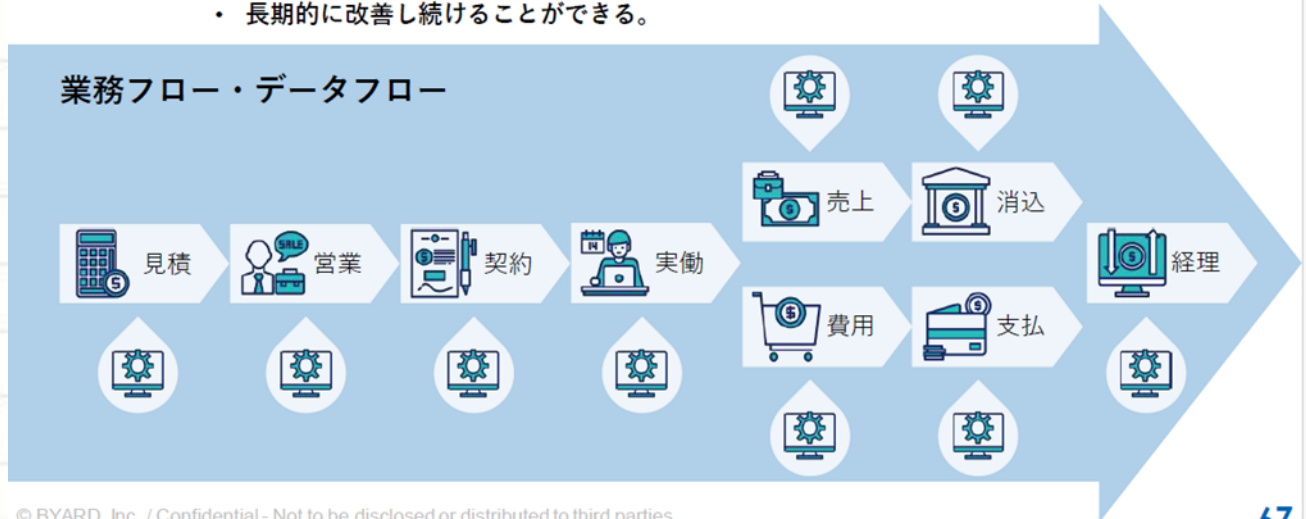 ・ 長期的に改善し続けることができる。
業務フロー・データフロー
見積
SALE
営業
契約
14
実働
売上
消込
費用
支払
経理
© BYARD, Inc. / Confidential - Not to be disclosed or distributed to third parties
67